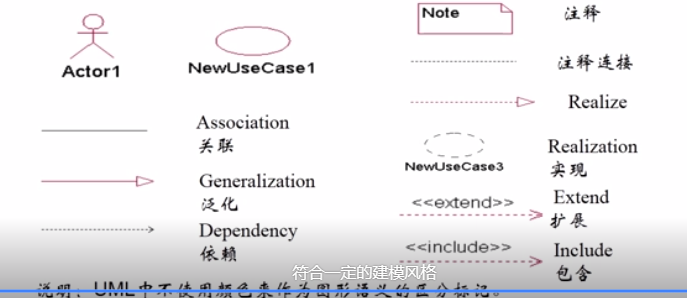 Actor1
NewUseCase1
Association
关联
Generalization
泛化
Dependency
依赖
Note
注释
注释连接
Realize
NewUseCase3
Realization
实现
<<extend>>
Extend
扩展
<<include>>
Include
包含
符合一定的建模风格
说明：UML中不使用颜色来作为图形语义的区分标记。